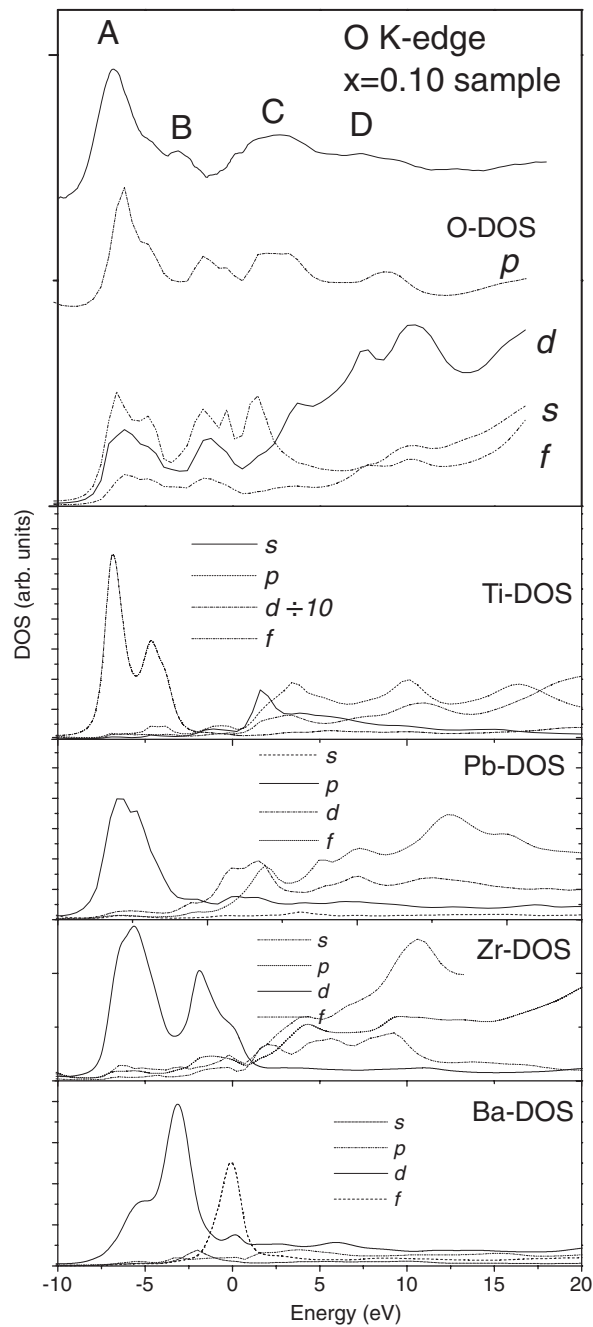 A
O K-edge
x=0.10 sample
B
C
D
O-DOS
p
d
s
f
DOS (arb. units)
s
p
d ÷10
f
Ti-DOS
s
p
d
f
Pb-DOS
s
p
d
f
Zr-DOS
s
p
d
f
Ba-DOS
-10 -5 0 5 10 15 20
Energy (eV)